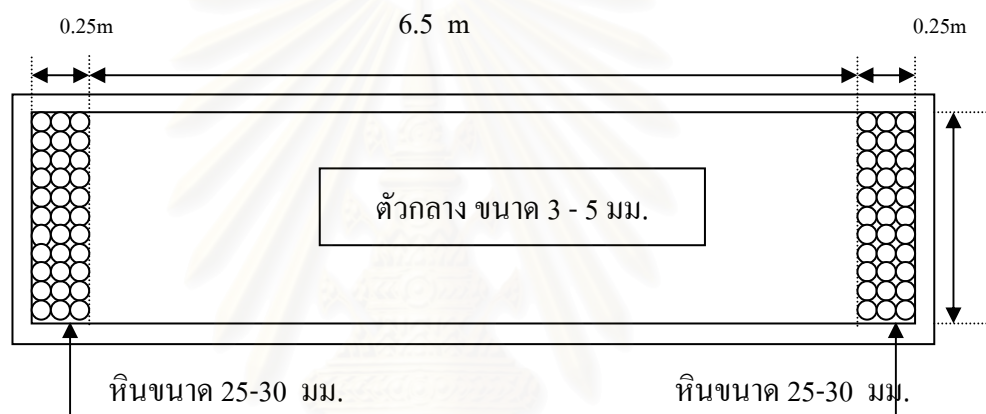 0.25m 6.5 m 0.25m
ตัวกลาง ขนาด 3 - 5 มม.
หินขนาด 25-30 มม. หินขนาด 25-30 มม.